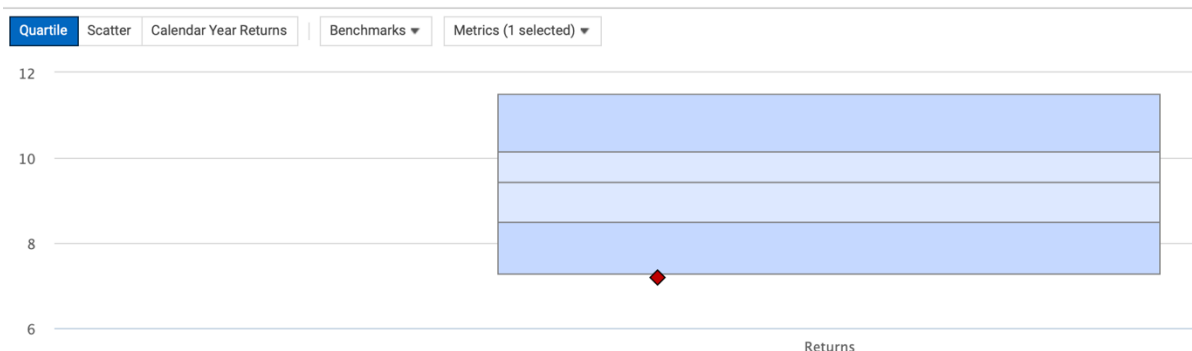 Quartile Scatter Calendar Year Returns Benchmarks Metrics (1 selected)
12
10
8
6
Returns